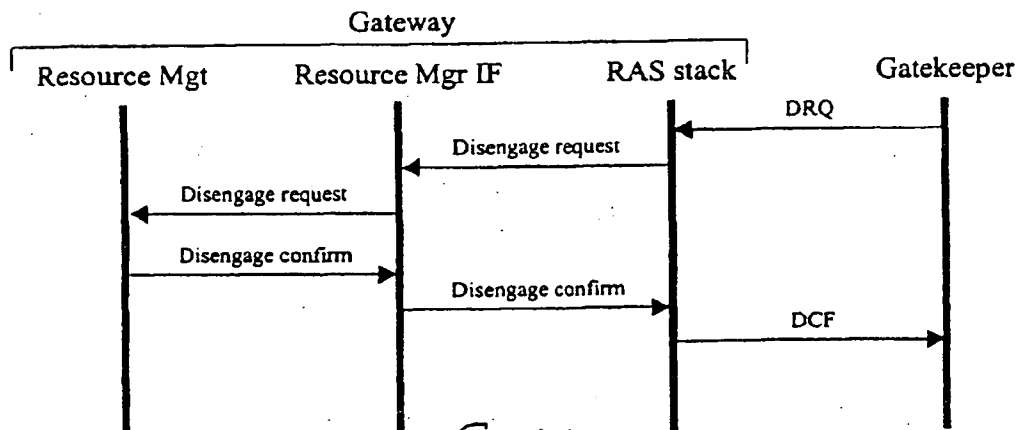 Gateway
Resource Mgt Resource Mgr IF RAS stack Gatekeeper
DRQ
Disengage request
Disengage request
Disengage confirm
Disengage confirm
DCF